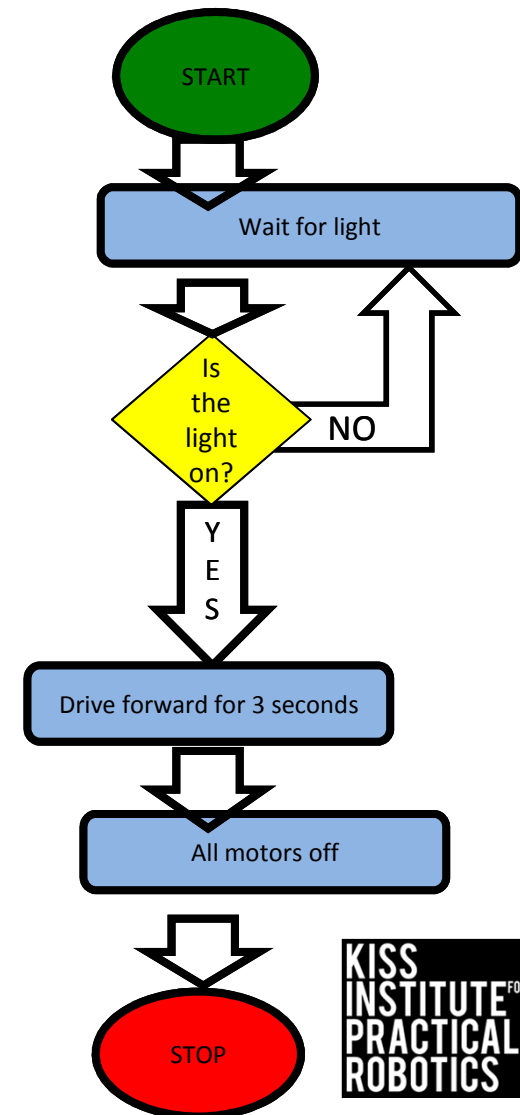 START
Wait for light
Is
the
light
on?
NO
Y
E
S
Drive forward for 3 seconds
All motors off
STOP
KISS
INSTITUTE FO
PRACTICAL
ROBOTICS